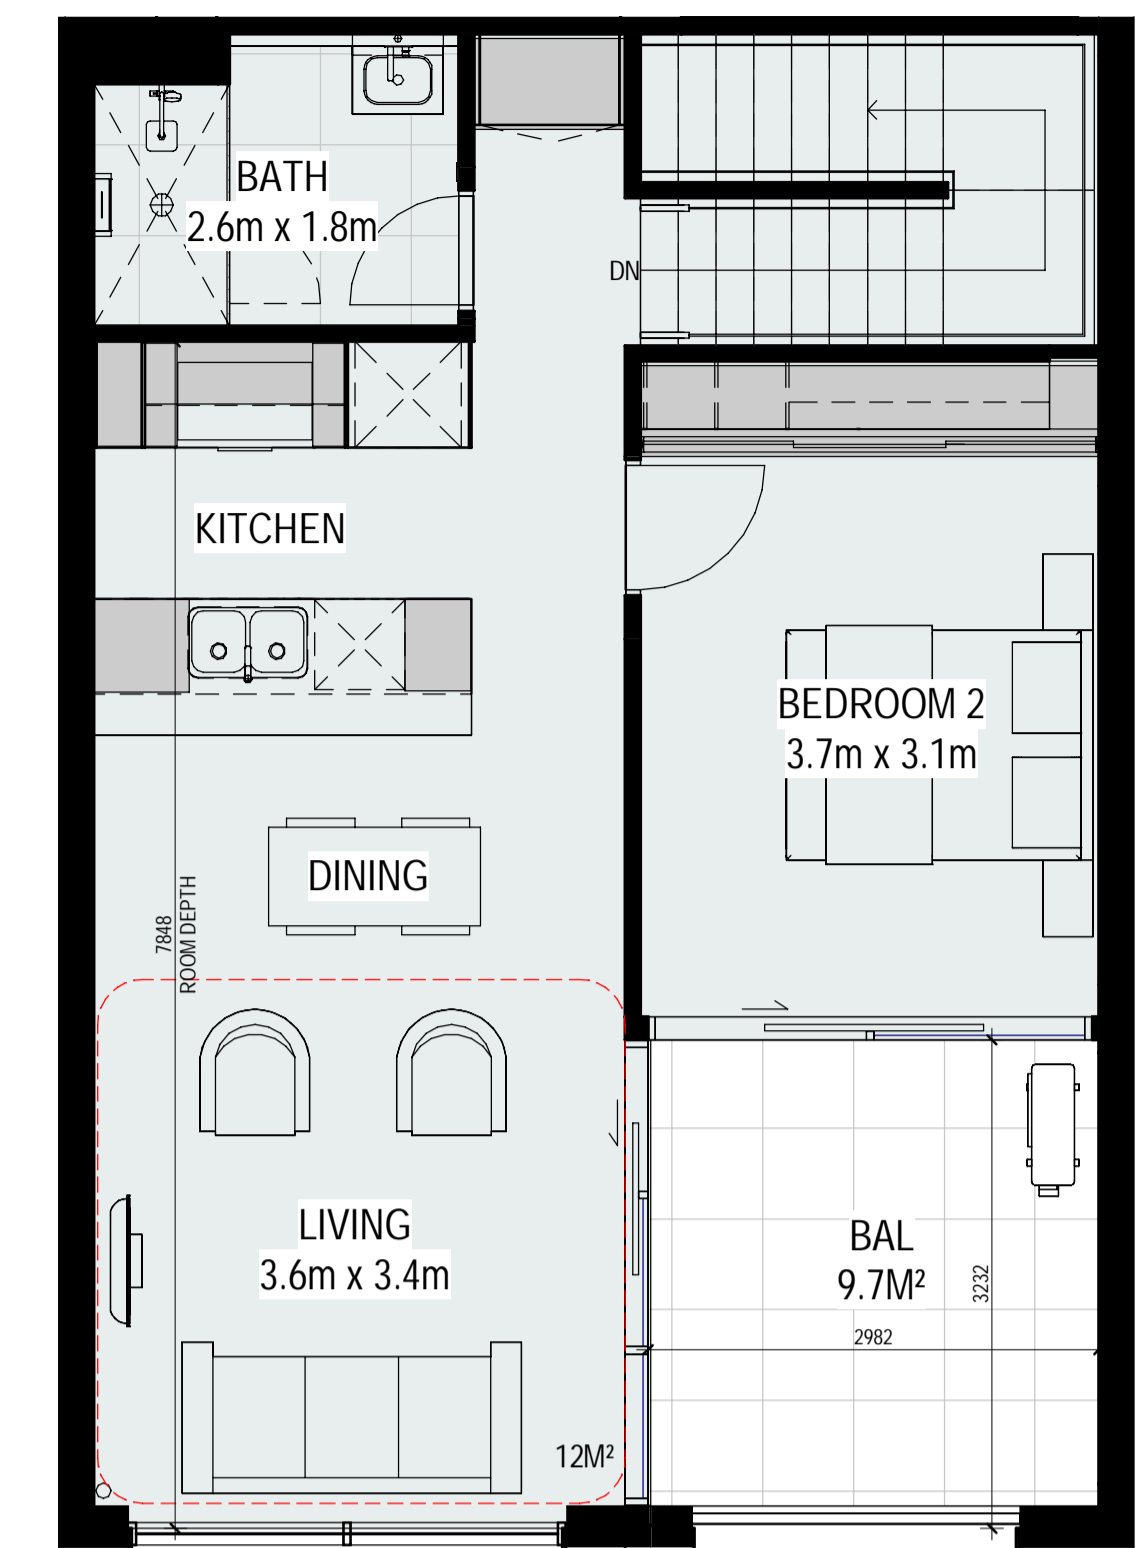 BATH
2.6m x 1.8m
DN
KITCHEN
BEDROOM 2
3.7m x 3.1m
DINING
7848
ROOM DEPTH
LIVING
3.6m x 3.4m
BAL
9.7M²
3232
2982
12M²